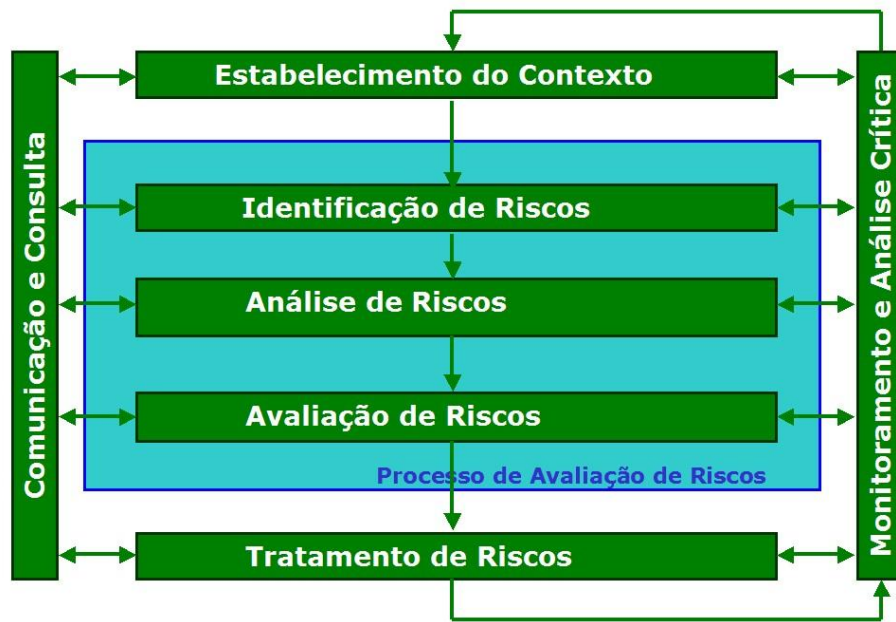 Estabelecimento do Contexto
Comunicação e Consulta
Identificação de Riscos
Análise de Riscos
Avaliação de Riscos
Processo de Avaliação de Riscos
Tratamento de Riscos
Monitoramento e Análise Crítica